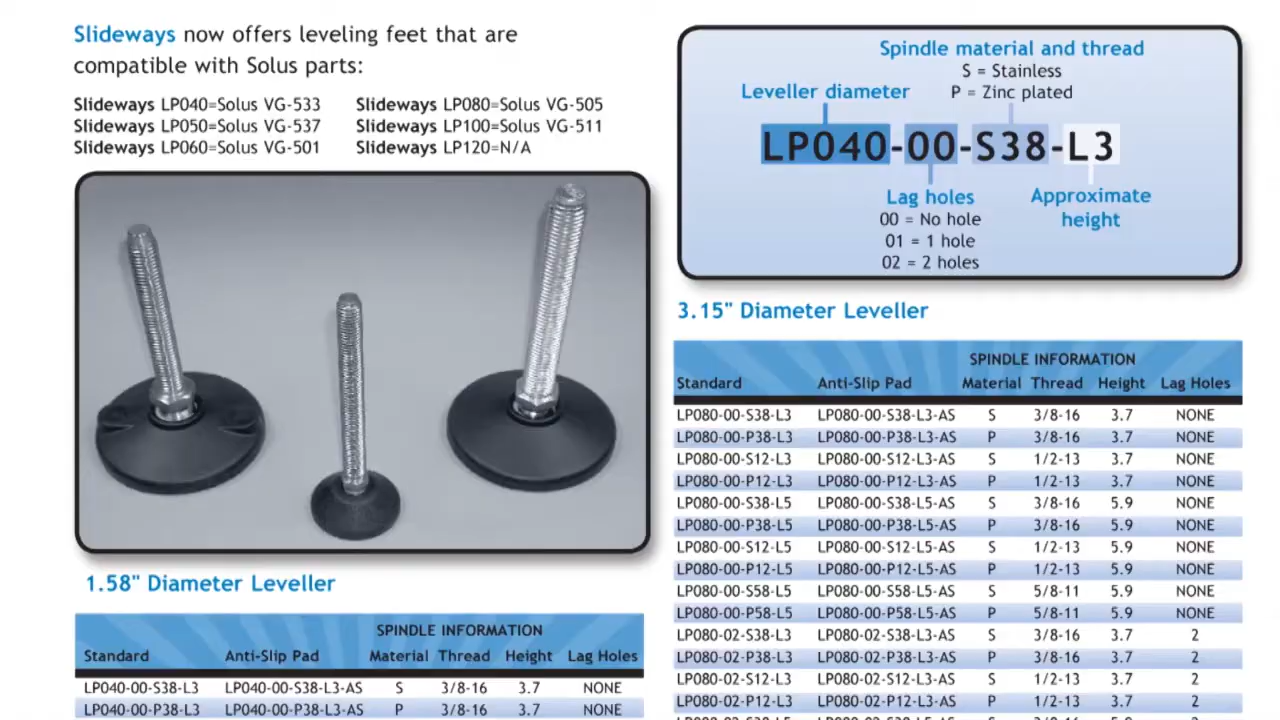 Slideways now offers leveling feet that are
compatible with Solus parts:
Slideways LP040=Solus VG-533
Slideways LP050=Solus VG-537
Slideways LP060=Solus VG-501
Slideways LP080=Solus VG-505
Slideways LP100=Solus VG-511
Slideways LP120=N/A
1.58" Diameter Leveller
SPINDLE INFORMATION
Standard Anti-Slip Pad Material Thread Height Lag Holes
LP040-00-S38-L3 LP040-00-S38-L3-AS S 3/8-16 3.7 NONE
LP040-00-P38-L3 LP040-00-P38-L3-AS P 3/8-16 3.7 NONE
Spindle material and thread
S = Stainless
P = Zinc plated
Leveller diameter
LP040-00-S38-L3
Lag holes
00 = No hole
01 = 1 hole
02 = 2 holes
Approximate
height
3.15" Diameter Leveller
SPINDLE INFORMATION
Standard Anti-Slip Pad Material Thread Height Lag Holes
LP080-00-S38-L3 LP080-00-S38-L3-AS S 3/8-16 3.7 NONE
LP080-00-P38-L3 LP080-00-P38-L3-AS P 3/8-16 3.7 NONE
LP080-00-S12-L3 LP080-00-S12-L3-AS S 1/2-13 3.7 NONE
LP080-00-P12-L3 LP080-00-P12-L3-AS P 1/2-13 3.7 NONE
LP080-00-S38-L5 LP080-00-S38-L5-AS S 3/8-16 5.9 NONE
LP080-00-P38-L5 LP080-00-P38-L5-AS P 3/8-16 5.9 NONE
LP080-00-S12-L5 LP080-00-S12-L5-AS S 1/2-13 5.9 NONE
LP080-00-P12-L5 LP080-00-P12-L5-AS P 1/2-13 5.9 NONE
LP080-00-S58-L5 LP080-00-S58-L5-AS S 5/8-11 5.9 NONE
LP080-00-P58-L5 LP080-00-P58-L5-AS P 5/8-11 5.9 NONE
LP080-02-S38-L3 LP080-02-S38-L3-AS S 3/8-16 3.7 2
LP080-02-P38-L3 LP080-02-P38-L3-AS P 3/8-16 3.7 2
LP080-02-S12-L3 LP080-02-S12-L3-AS S 1/2-13 3.7 2
LP080-02-P12-L3 LP080-02-P12-L3-AS P 1/2-13 3.7 2